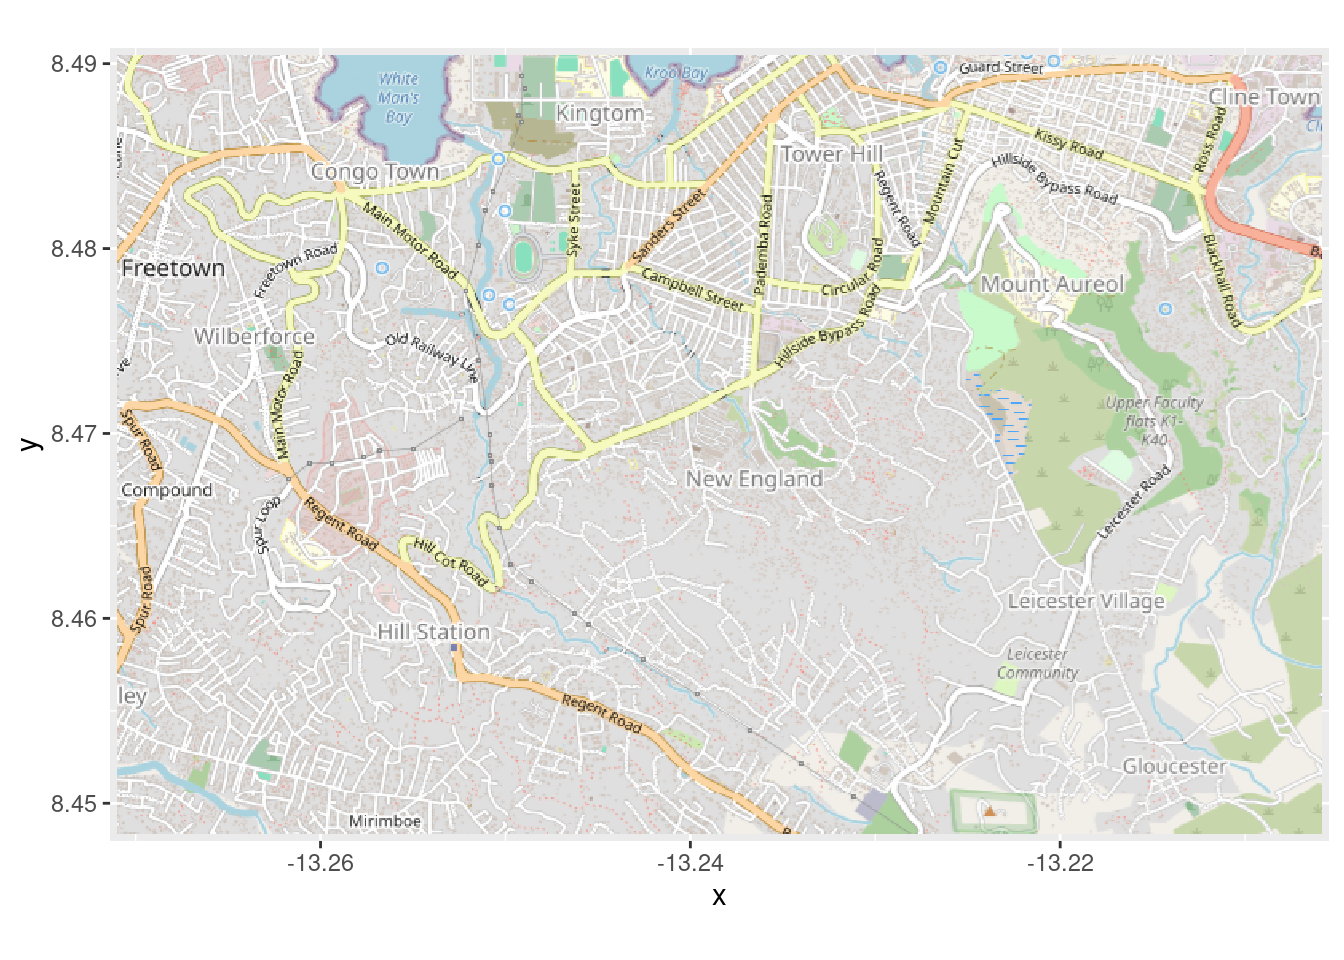 8.49
8.48
8.47
8.46
8.45
y
White
Man's
Bay
Kroo Bay
Guard Street
Kingtom
Cline Town
Congo Town
Tower Hill
Kissy Road
Ross Road
Hillside Bypass Road
Mountain Cut
Regent Road
Main Motor Road
Syke Street
Sanders Street
Pademba Road
Freetown
Freetown Road
Campbell Street
Circular Road
Mount Aureol
Blackhall Road
Wilberforce
Old Railway Line
Hillside Bypass Road
Main Motor Road
Upper Faculty
flats K1-
K40
Spur Road
Compound
New England
Leicester Road
Spur Loop
Regent Road
Hill Cot Road
Spur Road
Hill Station
Leicester Village
Leicester
Community
ley
Regent Road
Gloucester
Mirimboe
-13.26
-13.24
-13.22
x